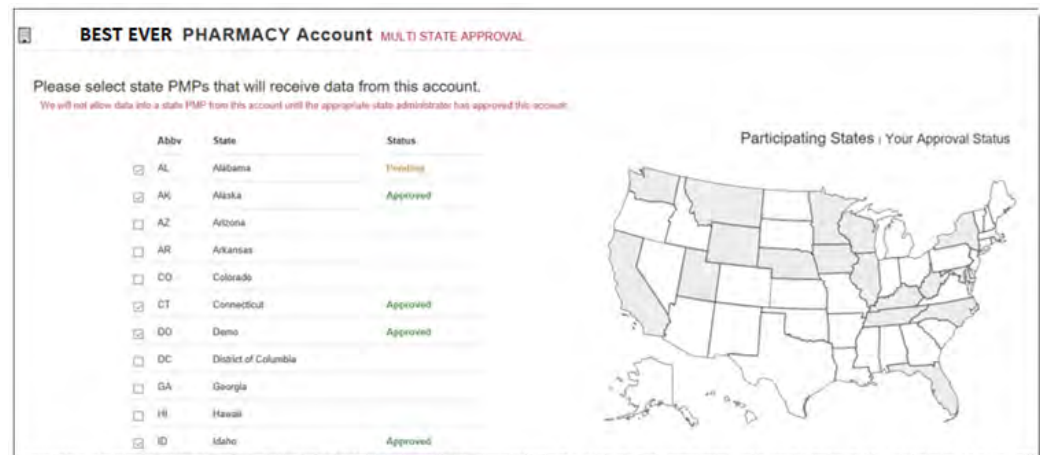 BEST EVER PHARMACY Account MULTI STATE APPROVAL
Please select state PMPs that will receive data from this account.
We will not allow data into a state PMP from this account until the appropriate state administrator has approved this account.
Participating States | Your Approval Status
Abbv State Status
AL Alabama Pending
AK Alaska Approved
AZ Arizona
AR Arkansas
CO Colorado
CT Connecticut Approved
DO Demo Approved
DC District of Columbia
GA Georgia
HI Hawaii
ID Idaho Approved